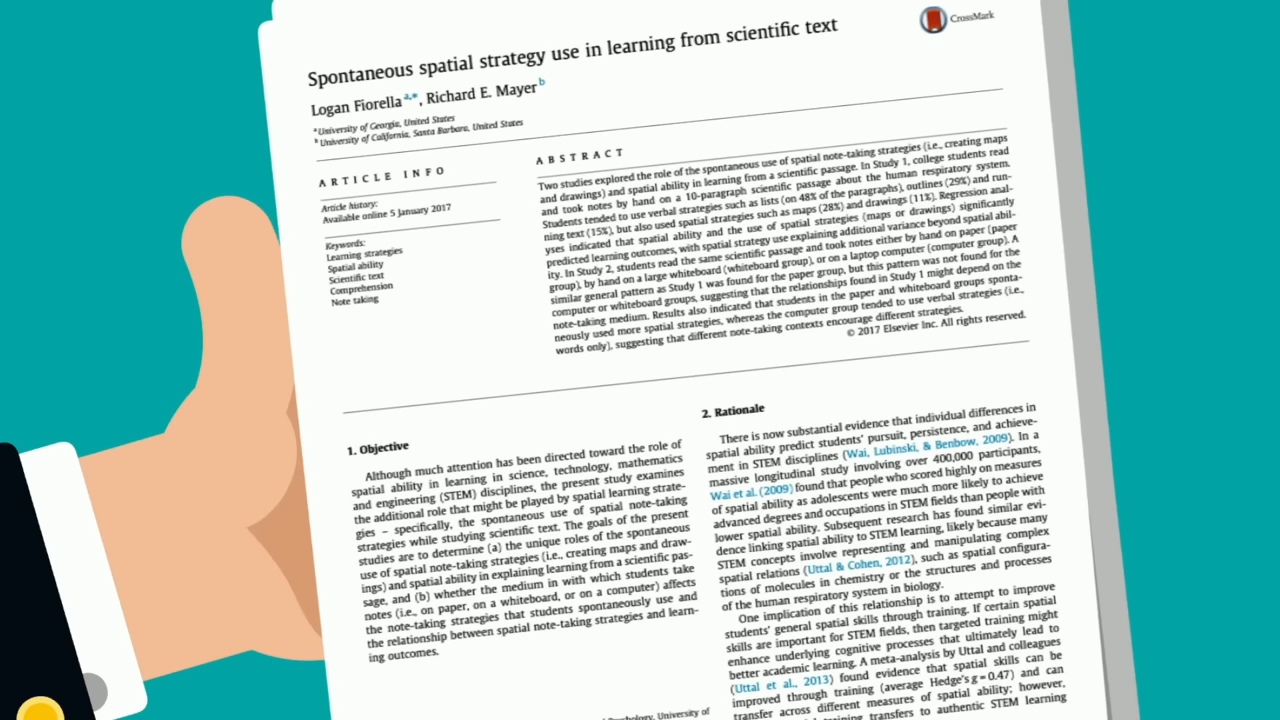 CrossMark
Spontaneous spatial strategy use in learning from scientific text
Logan Fiorella a,*, Richard E. Mayer b
a University of Georgia, United States
b University of California, Santa Barbara, United States
ARTICLE INFO
Article history:
Available online 5 January 2017
Keywords:
Learning strategies
Spatial ability
Scientific text
Comprehension
Note taking
ABSTRACT
Two studies explored the role of the spontaneous use of spatial note-taking strategies (i.e., creating maps
and drawings) and spatial ability in learning from a scientific passage. In Study 1, college students read
and took notes by hand on a 10-paragraph scientific passage about the human respiratory system.
Students tended to use verbal strategies such as lists (on 48% of the paragraphs), outlines (29%) and run-
ning text (15%), but also used spatial strategies such as maps (28%) and drawings (11%). Regression anal-
yses indicated that spatial ability and the use of spatial strategies (maps or drawings) significantly
predicted learning outcomes, with spatial strategy use explaining additional variance beyond spatial abil-
ity. In Study 2, students read the same scientific passage and took notes either by hand on paper (paper
group), by hand on a large whiteboard (whiteboard group), or on a laptop computer (computer group). A
similar general pattern as Study 1 was found for the paper group, but this pattern was not found for the
computer or whiteboard groups, suggesting that the relationships found in Study 1 might depend on the
note-taking medium. Results also indicated that students in the paper and whiteboard groups sponta-
neously used more spatial strategies, whereas the computer group tended to use verbal strategies (i.e.,
words only), suggesting that different note-taking contexts encourage different strategies.
© 2017 Elsevier Inc. All rights reserved.
1. Objective
Although much attention has been directed toward the role of
spatial ability in learning in science, technology, mathematics
and engineering (STEM) disciplines, the present study examines
the additional role that might be played by spatial learning strate-
gies – specifically, the spontaneous use of spatial note-taking
strategies while studying scientific text. The goals of the present
studies are to determine (a) the unique roles of the spontaneous
use of spatial note-taking strategies (i.e., creating maps and draw-
ings) and spatial ability in explaining learning from a scientific pas-
sage, and (b) whether the medium in with which students take
notes (i.e., on paper, on a whiteboard, or on a computer) affects
the note-taking strategies that students spontaneously use and
the relationship between spatial note-taking strategies and learn-
ing outcomes.
Psychology, University of
2. Rationale
There is now substantial evidence that individual differences in
spatial ability predict students' pursuit, persistence, and achieve-
ment in STEM disciplines (Wai, Lubinski, & Benbow, 2009). In a
massive longitudinal study involving over 400,000 participants,
Wai et al. (2009) found that people who scored highly on measures
of spatial ability as adolescents were much more likely to achieve
advanced degrees and occupations in STEM fields than people with
lower spatial ability. Subsequent research has found similar evi-
dence linking spatial ability to STEM learning, likely because many
STEM concepts involve representing and manipulating complex
spatial relations (Uttal & Cohen, 2012), such as spatial configura-
tions of molecules in chemistry or the structures and processes
of the human respiratory system in biology.
One implication of this relationship is to attempt to improve
students' general spatial skills through training. If certain spatial
skills are important for STEM fields, then targeted training might
enhance underlying cognitive processes that ultimately lead to
better academic learning. A meta-analysis by Uttal and colleagues
(Uttal et al., 2013) found evidence that spatial skills can be
improved through training (average Hedge's g = 0.47) and can
transfer across different measures of spatial ability; however,
training transfers to authentic STEM learning